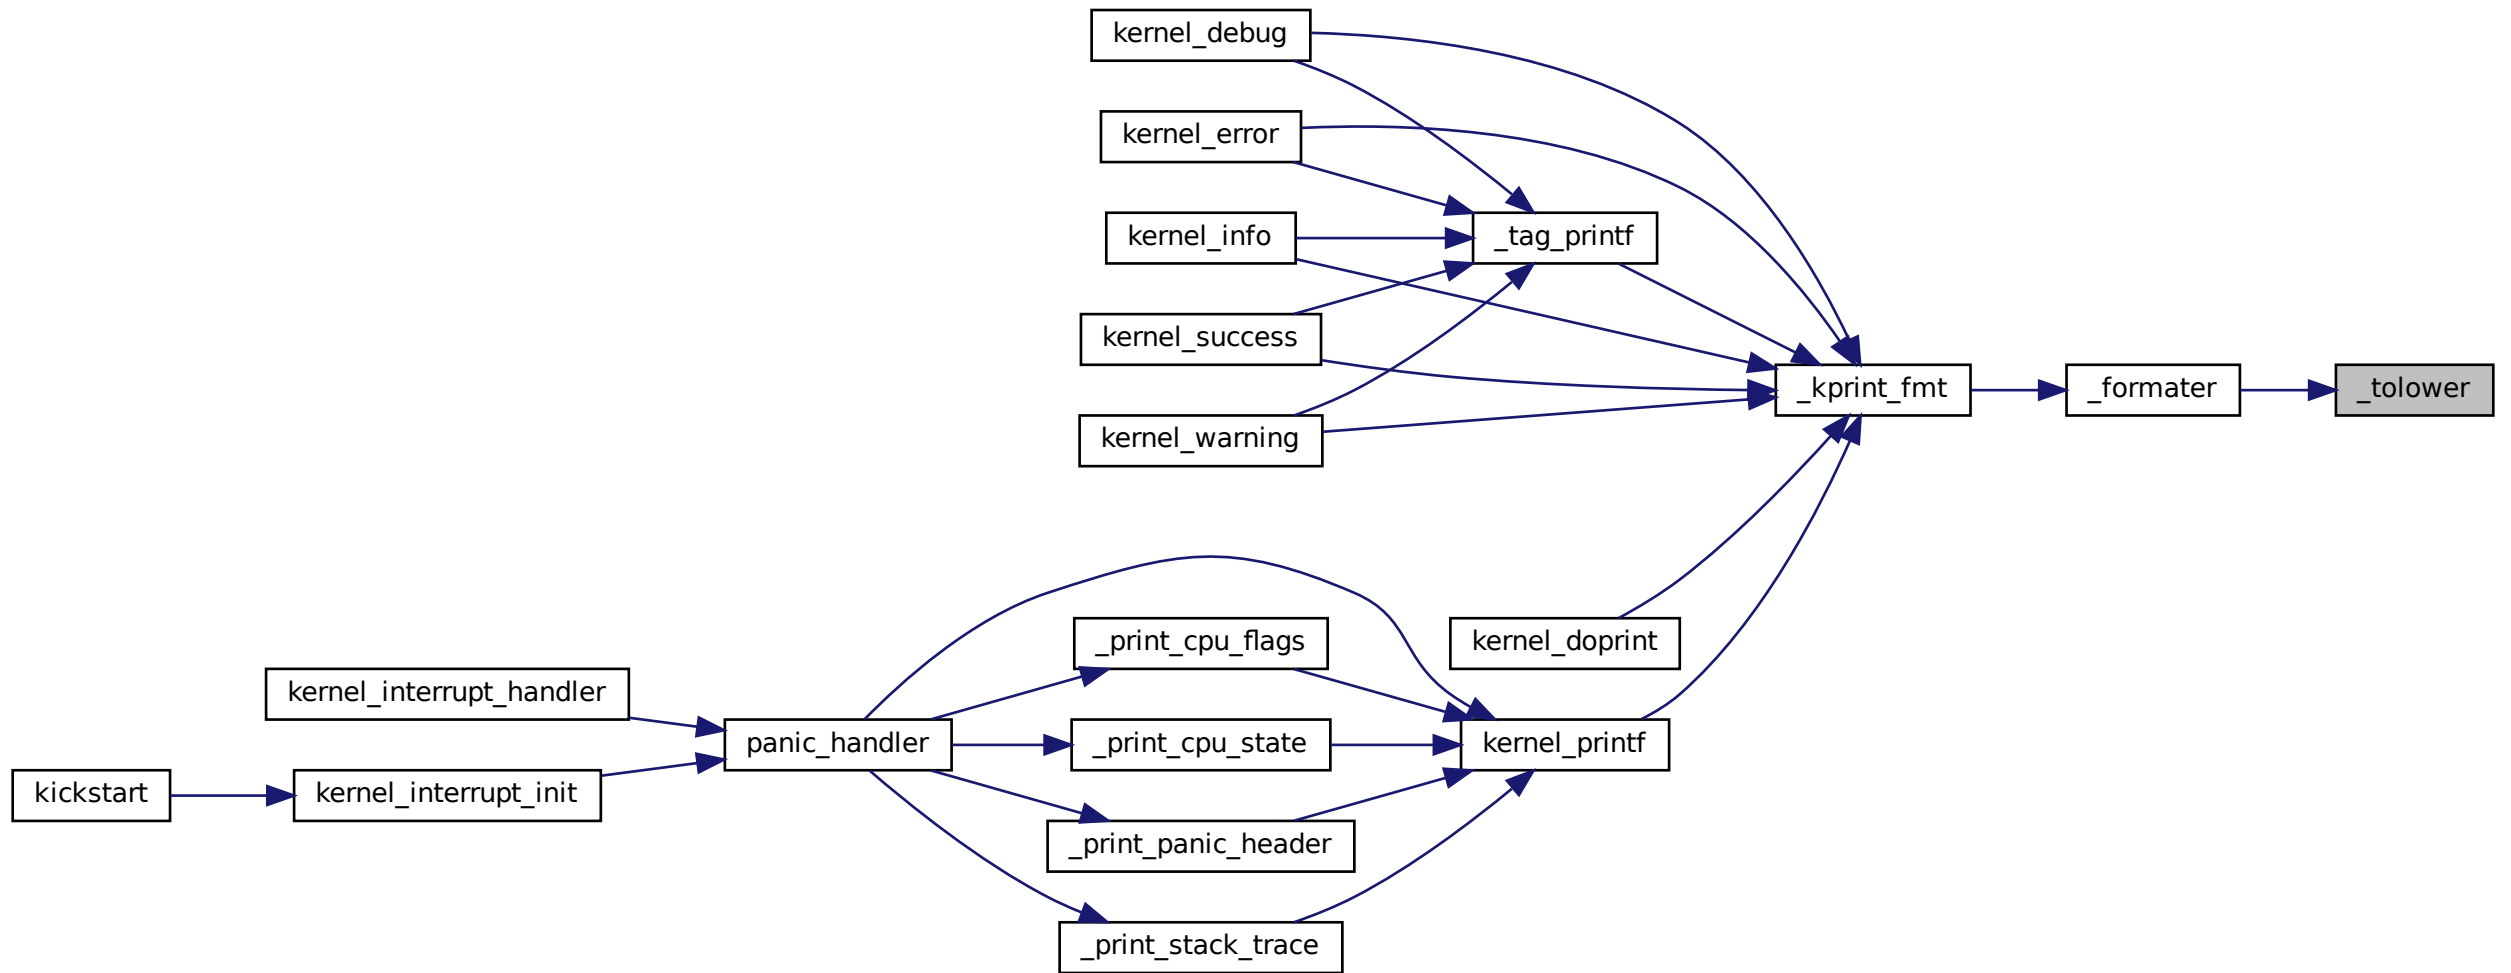 kernel_debug
kernel_error
kernel_info
_tag_printf
kernel_success
_kprint_fmt
_formater
_tolower
kernel_warning
_print_cpu_flags
kernel_doprint
kernel_interrupt_handler
panic_handler
_print_cpu_state
kernel_printf
kickstart
kernel_interrupt_init
_print_panic_header
_print_stack_trace